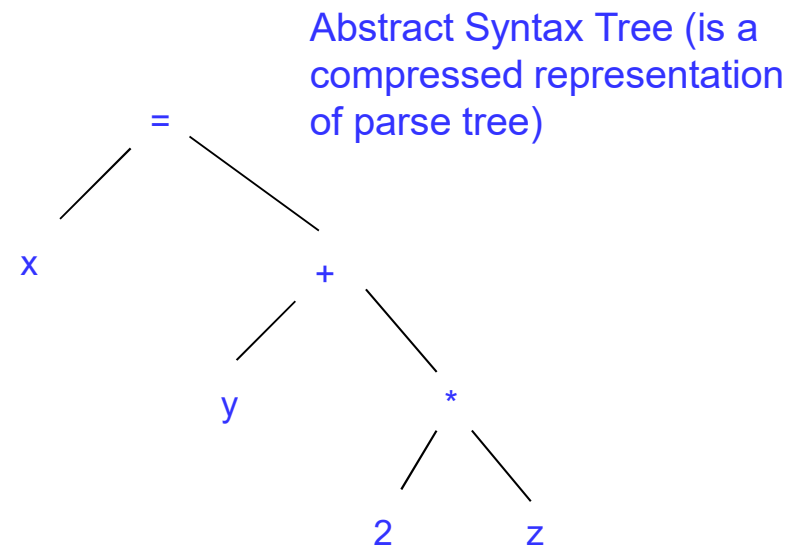 Abstract Syntax Tree (is a
compressed representation
of parse tree)
=
x
+
y
*
2 z